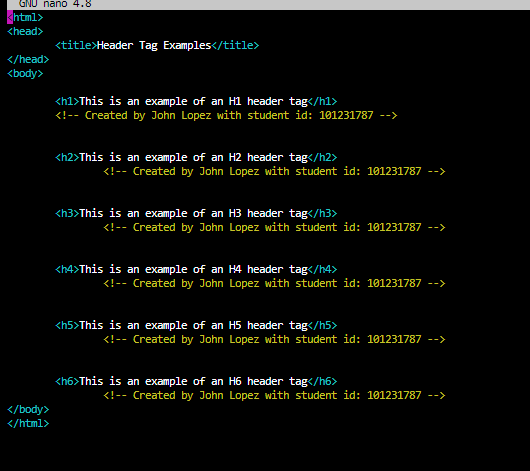 GNU nano 4.8
<html>
<head>
<title>Header Tag Examples</title>
</head>
<body>
<h1>This is an example of an H1 header tag</h1>
<!-- Created by John Lopez with student id: 101231787 -->
<h2>This is an example of an H2 header tag</h2>
<!-- Created by John Lopez with student id: 101231787 -->
<h3>This is an example of an H3 header tag</h3>
<!-- Created by John Lopez with student id: 101231787 -->
<h4>This is an example of an H4 header tag</h4>
<!-- Created by John Lopez with student id: 101231787 -->
<h5>This is an example of an H5 header tag</h5>
<!-- Created by John Lopez with student id: 101231787 -->
<h6>This is an example of an H6 header tag</h6>
<!-- Created by John Lopez with student id: 101231787 -->
</body>
</html>